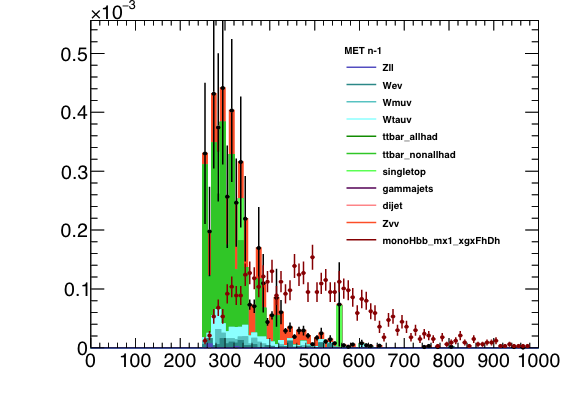 ×10⁻³
0.5
0.4
0.3
0.2
0.1
0
0 100 200 300 400 500 600 700 800 900 1000
MET n-1
Zll
Wev
Wmuv
Wtauv
ttbar_allhad
ttbar_nonallhad
singletop
gammajets
dijet
Zvv
monoHbb_mx1_xgxFhDh